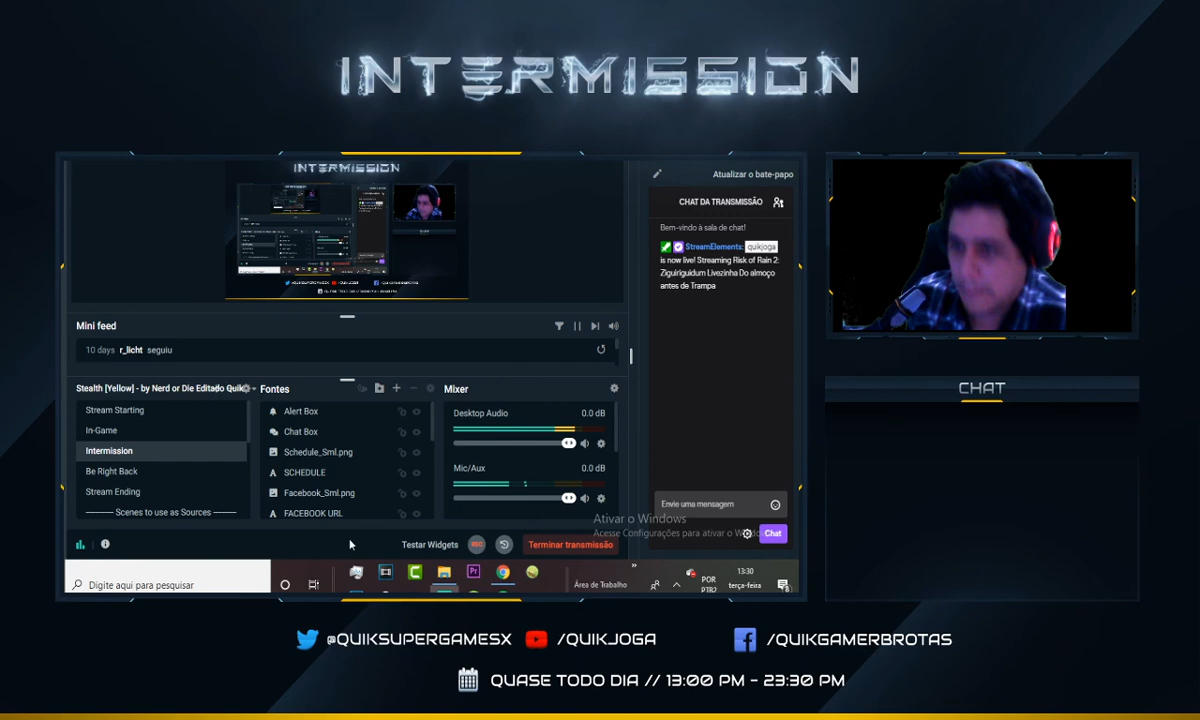 INTERMISSION
INTERMISSION
Atualizar o bate-papo
CHAT DA TRANSMISSÃO
Bem-vindo à sala de chat!
StreamElements: quikjoga
is now live! Streaming Risk of Rain 2:
Ziguiriguidum Livezinha Do almoço
antes de Trampa
Mini feed
10 days r_licht seguiu
Stealth [Yellow] - by Nerd or Die Editado Quik
Stream Starting
In-Game
Intermission
Be Right Back
Stream Ending
Scenes to use as Sources
Fontes
Alert Box
Chat Box
Schedule_Sml.png
SCHEDULE
Facebook_Sml.png
FACEBOOK URL
Mixer
Desktop Audio 0.0 dB
Mic/Aux 0.0 dB
Envie uma mensagem
Ativar o Windows
Acesse Configurações para ativar o
Chat
Testar Widgets
REC
Terminar transmissão
Digite aqui para pesquisar
Pr
Área de Trabalho
POR
PTB2
13:30
terça-feira
CHAT
@QUIKSUPERGAMESX
/QUIKJOGA
/QUIKGAMERBROTAS
QUASE TODO DIA // 13:00 PM - 23:30 PM